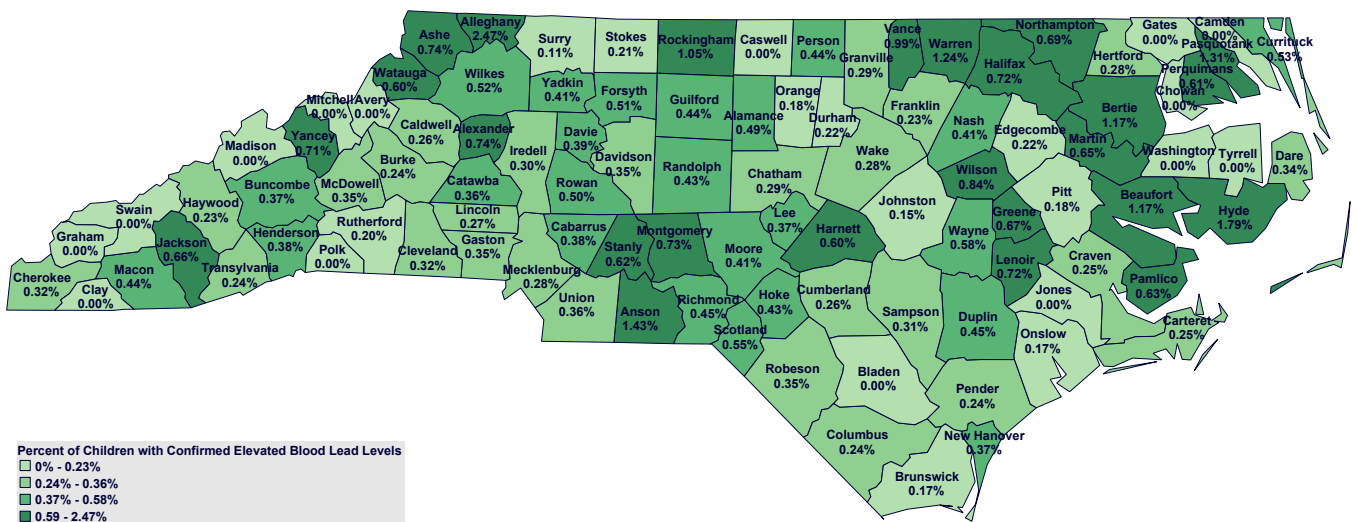 Alleghany
2.47%
Ashe
0.74%
Surry
0.11%
Stokes
0.21%
Rockingham
1.05%
Caswell
0.00%
Person
0.44%
Granville
0.29%
Vance
0.99%
Warren
1.24%
Northampton
0.69%
Gates
0.00%
Camden
0.00%
Pasquotank
1.31%
Currituck
0.53%
Hertford
0.28%
Halifax
0.72%
Perquimans
0.61%
Chowan
0.00%
Watauga
0.60%
Wilkes
0.52%
Yadkin
0.41%
Forsyth
0.51%
Guilford
0.44%
Alamance
0.49%
Orange
0.18%
Durham
0.22%
Franklin
0.23%
Nash
0.41%
Edgecombe
0.22%
Bertie
1.17%
Martin
0.65%
Mitchell
0.00%
Avery
0.00%
Caldwell
0.26%
Alexander
0.74%
Yancey
0.71%
Madison
0.00%
Iredell
0.30%
Davie
0.39%
Davidson
0.35%
Randolph
0.43%
Chatham
0.29%
Wake
0.28%
Wilson
0.84%
Pitt
0.18%
Washington
0.00%
Tyrrell
0.00%
Dare
0.34%
Burke
0.24%
McDowell
0.35%
Buncombe
0.37%
Haywood
0.23%
Catawba
0.36%
Rowan
0.50%
Lincoln
0.27%
Johnston
0.15%
Greene
0.67%
Beaufort
1.17%
Hyde
1.79%
Swain
0.00%
Graham
0.00%
Jackson
0.66%
Henderson
0.38%
Rutherford
0.20%
Polk
0.00%
Cleveland
0.32%
Gaston
0.35%
Cabarrus
0.38%
Stanly
0.62%
Montgomery
0.73%
Moore
0.41%
Lee
0.37%
Harnett
0.60%
Wayne
0.58%
Lenoir
0.72%
Craven
0.25%
Pamlico
0.63%
Cherokee
0.32%
Clay
0.00%
Macon
0.44%
Transylvania
0.24%
Mecklenburg
0.28%
Union
0.36%
Anson
1.43%
Richmond
0.45%
Scotland
0.55%
Hoke
0.43%
Cumberland
0.26%
Sampson
0.31%
Duplin
0.45%
Jones
0.00%
Onslow
0.17%
Carteret
0.25%
Robeson
0.35%
Bladen
0.00%
Pender
0.24%
Columbus
0.24%
New Hanover
0.37%
Brunswick
0.17%
Percent of Children with Confirmed Elevated Blood Lead Levels
0% - 0.23%
0.24% - 0.36%
0.37% - 0.58%
0.59 - 2.47%